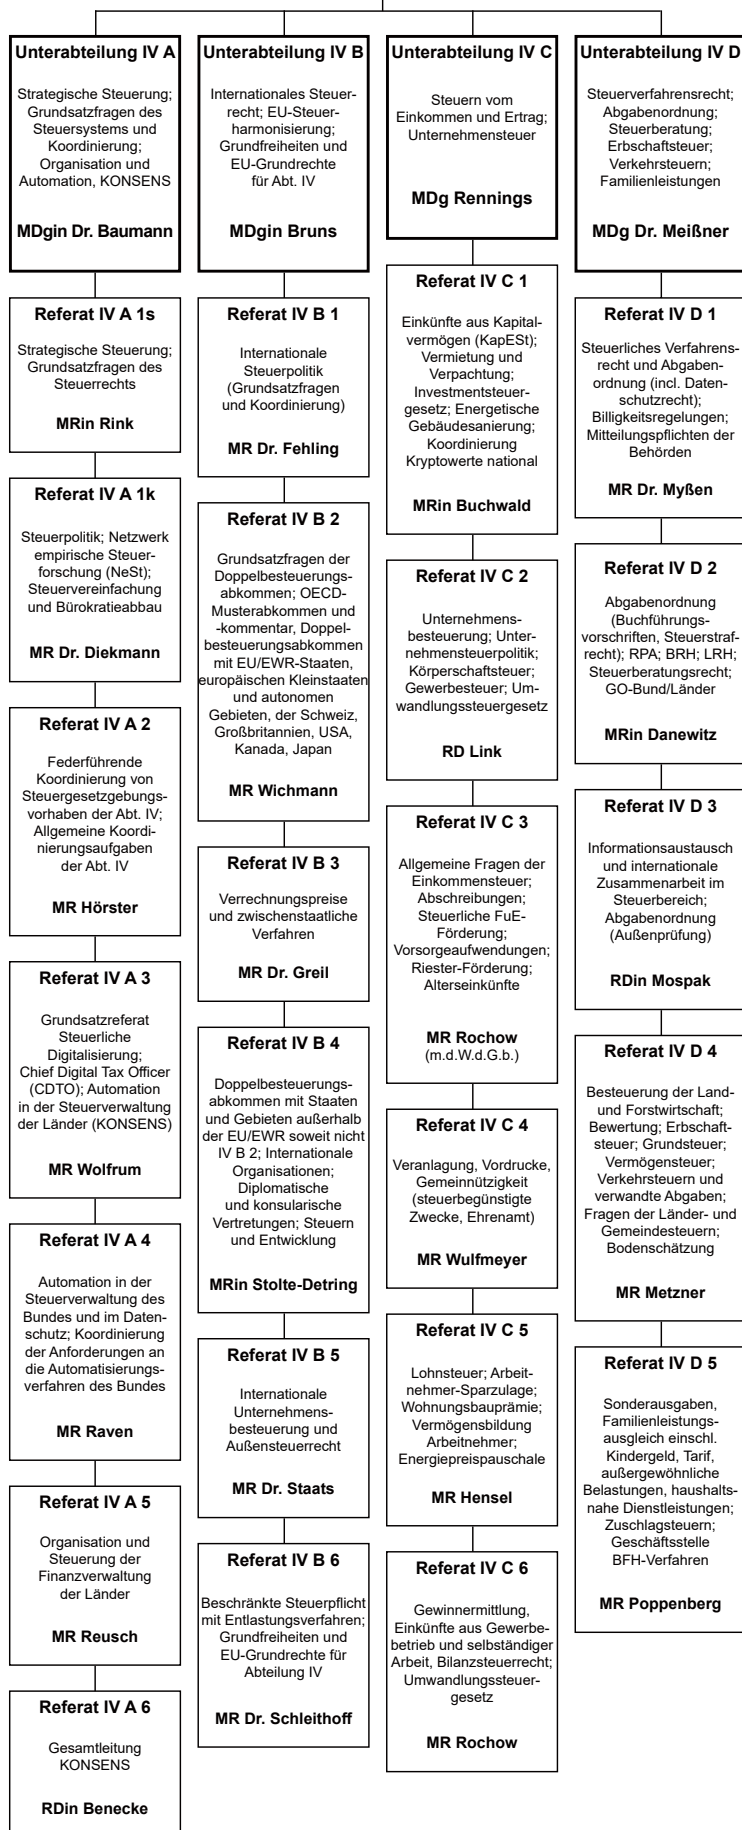 Unterabteilung IV A
Strategische Steuerung;
Grundsatzfragen des
Steuersystems und
Koordinierung;
Organisation und
Automation, KONSENS
MDgin Dr. Baumann
Referat IV A 1s
Strategische Steuerung;
Grundsatzfragen des
Steuerrechts
MRin Rink
Referat IV A 1k
Steuerpolitik; Netzwerk
empirische Steuer-
forschung (NeSt);
Steuervereinfachung
und Bürokratieabbau
MR Dr. Diekmann
Referat IV A 2
Federführende
Koordinierung von
Steuergesetzgebungs-
vorhaben der Abt. IV;
Allgemeine Koordi-
nierungsaufgaben
der Abt. IV
MR Hörster
Referat IV A 3
Grundsatzreferat
Steuerliche
Digitalisierung;
Chief Digital Tax Officer
(CDTO); Automation
in der Steuerverwaltung
der Länder (KONSENS)
MR Wolfrum
Referat IV A 4
Automation in der
Steuerverwaltung des
Bundes und im Daten-
schutz; Koordinierung
der Anforderungen an
die Automatisierungs-
verfahren des Bundes
MR Raven
Referat IV A 5
Organisation und
Steuerung der
Finanzverwaltung
der Länder
MR Reusch
Referat IV A 6
Gesamtleitung
KONSENS
RDin Benecke
Unterabteilung IV B
Internationales Steuer-
recht; EU-Steuer-
harmonisierung;
Grundfreiheiten und
EU-Grundrechte
für Abt. IV
MDgin Bruns
Referat IV B 1
Internationale
Steuerpolitik
(Grundsatzfragen
und Koordinierung)
MR Dr. Fehling
Referat IV B 2
Grundsatzfragen der
Doppelbesteuerungs-
abkommen; OECD-
Musterabkommen und
-kommentar, Doppel-
besteuerungsabkommen
mit EU/EWR-Staaten,
europäischen Kleinstaaten
und autonomen
Gebieten, der Schweiz,
Großbritannien, USA,
Kanada, Japan
MR Wichmann
Referat IV B 3
Verrechnungspreise
und zwischenstaatliche
Verfahren
MR Dr. Greil
Referat IV B 4
Doppelbesteuerungs-
abkommen mit Staaten
und Gebieten außerhalb
der EU/EWR soweit nicht
IV B 2; Internationale
Organisationen;
Diplomatische
und konsularische
Vertretungen; Steuern
und Entwicklung
MRin Stolte-Detring
Referat IV B 5
Internationale
Unternehmens-
besteuerung und
Außensteuerrecht
MR Dr. Staats
Referat IV B 6
Beschränkte Steuerpflicht
mit Entlastungsverfahren;
Grundfreiheiten und
EU-Grundrechte für
Abteilung IV
MR Dr. Schleithoff
Unterabteilung IV C
Steuern vom
Einkommen und Ertrag;
Unternehmensteuer
MDg Rennings
Referat IV C 1
Einkünfte aus Kapital-
vermögen (KapESt);
Vermietung und
Verpachtung;
Investmentsteuer-
gesetz; Energetische
Gebäudesanierung;
Koordinierung
Kryptowerte national
MRin Buchwald
Referat IV C 2
Unternehmens-
besteuerung; Unter-
nehmensteuerpolitik;
Körperschaftsteuer;
Gewerbesteuer; Um-
wandlungssteuergesetz
RD Link
Referat IV C 3
Allgemeine Fragen der
Einkommensteuer;
Abschreibungen;
Steuerliche FuE-
Förderung;
Vorsorgeaufwendungen;
Riester-Förderung;
Alterseinkünfte
MR Rochow
(m.d.W.d.G.b.)
Referat IV C 4
Veranlagung, Vordrucke,
Gemeinnützigkeit
(steuerbegünstigte
Zwecke, Ehrenamt)
MR Wulfmeyer
Referat IV C 5
Lohnsteuer; Arbeit-
nehmer-Sparzulage;
Wohnungsbauprämie;
Vermögensbildung
Arbeitnehmer;
Energiepreispauschale
MR Hensel
Referat IV C 6
Gewinnermittlung,
Einkünfte aus Gewerbe-
betrieb und selbständiger
Arbeit, Bilanzsteuerrecht;
Umwandlungssteuer-
gesetz
MR Rochow
Unterabteilung IV D
Steuerverfahrensrecht;
Abgabenordnung;
Steuerberatung;
Erbschaftsteuer;
Verkehrsteuern;
Familienleistungen
MDg Dr. Meißner
Referat IV D 1
Steuerliches Verfahrens-
recht und Abgaben-
ordnung (incl. Daten-
schutzrecht);
Billigkeitsregelungen;
Mitteilungspflichten der
Behörden
MR Dr. Myßen
Referat IV D 2
Abgabenordnung
(Buchführungs-
vorschriften, Steuerstraf-
recht); RPA; BRH; LRH;
Steuerberatungsrecht;
GO-Bund/Länder
MRin Danewitz
Referat IV D 3
Informationsaustausch
und internationale
Zusammenarbeit im
Steuerbereich;
Abgabenordnung
(Außenprüfung)
RDin Mospak
Referat IV D 4
Besteuerung der Land-
und Forstwirtschaft;
Bewertung; Erbschaft-
steuer; Grundsteuer;
Vermögensteuer;
Verkehrsteuern und
verwandte Abgaben;
Fragen der Länder- und
Gemeindesteuern;
Bodenschätzung
MR Metzner
Referat IV D 5
Sonderausgaben,
Familienleistungs-
ausgleich einschl.
Kindergeld, Tarif,
außergewöhnliche
Belastungen, haushalts-
nahe Dienstleistungen;
Zuschlagsteuern;
Geschäftsstelle
BFH-Verfahren
MR Poppenberg